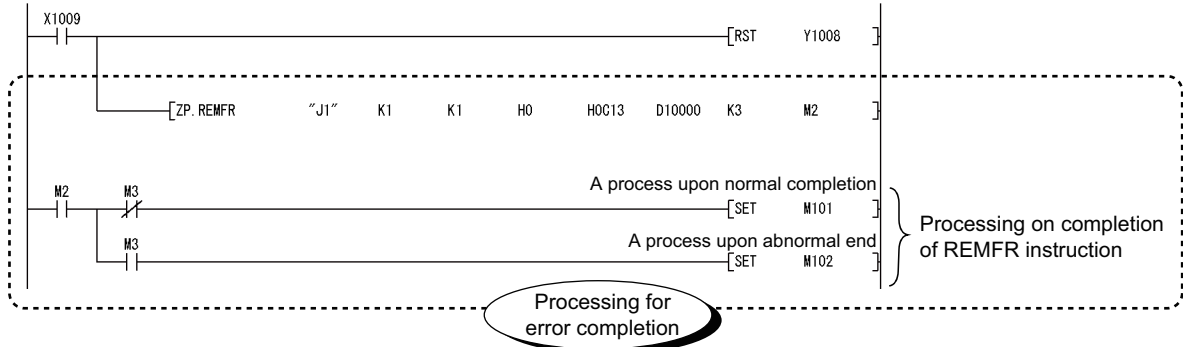 X1009
[RST Y1008 ]
[ZP.REMFR "J1" K1 K1 H0 H0C13 D10000 K3 M2 ]
M2 M3 A process upon normal completion
[SET M101 ]
M3 A process upon abnormal end
[SET M102 ]
Processing on completion
of REMFR instruction
Processing for
error completion